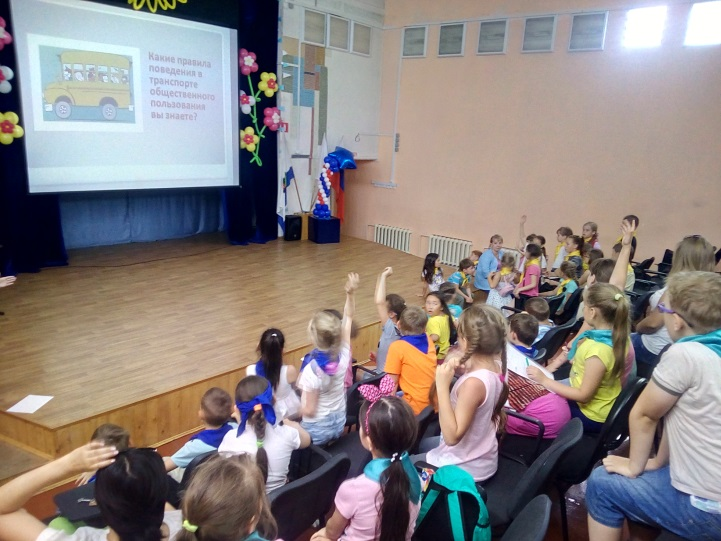 Какие правила
поведения в
транспорте
общественного
пользования
вы знаете?